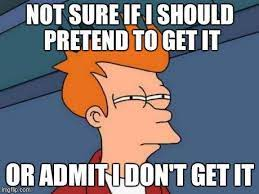 NOT SURE IF I SHOULD
PRETEND TO GET IT
OR ADMIT I DON'T GET IT
imgflip.com